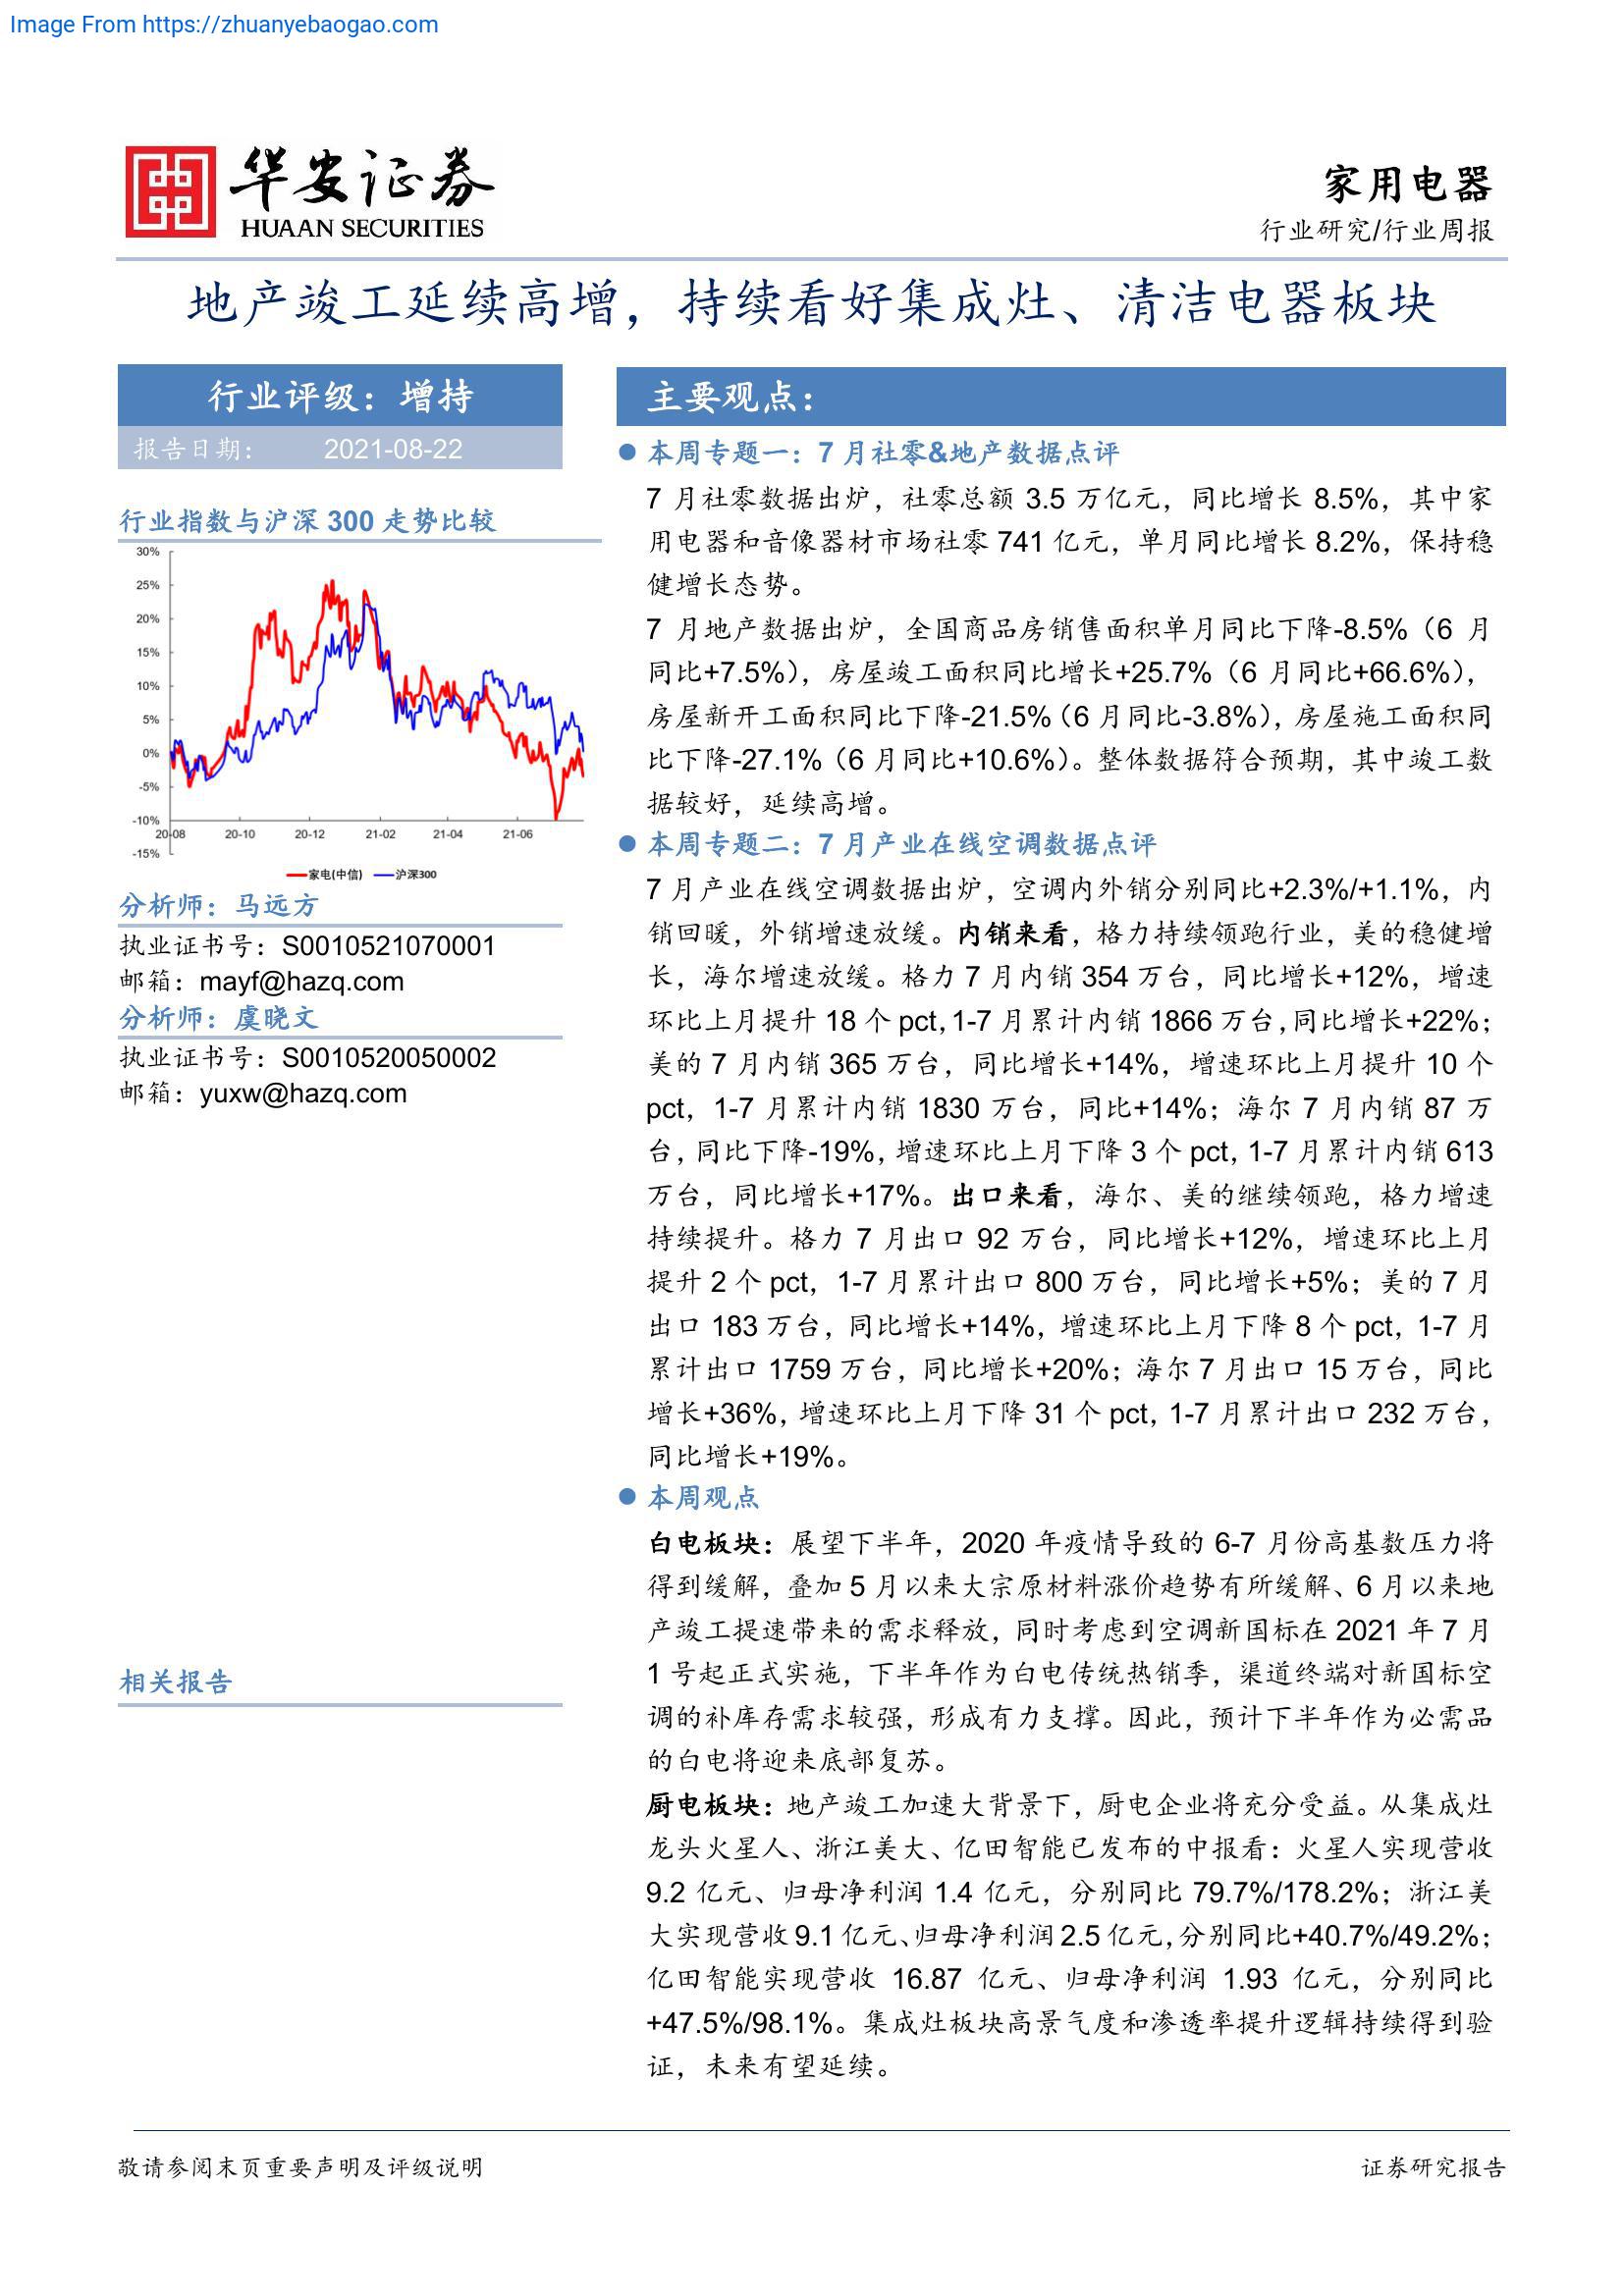 Image From https://zhuanyebaogao.com
华安证券
HUAAN SECURITIES
家用电器
行业研究/行业周报
地产竣工延续高增，持续看好集成灶、清洁电器板块
行业评级：增持
报告日期： 2021-08-22
行业指数与沪深 300 走势比较
30%
25%
20%
15%
10%
5%
0%
-5%
-10%
20-08 20-10 20-12 21-02 21-04 21-06
-15%
家电(中信) 沪深300
分析师：马远方
执业证书号：S0010521070001
邮箱：mayf@hazq.com
分析师：虞晓文
执业证书号：S0010520050002
邮箱：yuxw@hazq.com
相关报告
主要观点：
本周专题一：7 月社零&地产数据点评
7 月社零数据出炉，社零总额 3.5 万亿元，同比增长 8.5%，其中家
用电器和音像器材市场社零 741 亿元，单月同比增长 8.2%，保持稳
健增长态势。
7 月地产数据出炉，全国商品房销售面积单月同比下降-8.5%（6 月
同比+7.5%），房屋竣工面积同比增长+25.7%（6 月同比+66.6%），
房屋新开工面积同比下降-21.5%（6 月同比-3.8%），房屋施工面积同
比下降-27.1%（6 月同比+10.6%）。整体数据符合预期，其中竣工数
据较好，延续高增。
本周专题二：7 月产业在线空调数据点评
7 月产业在线空调数据出炉，空调内外销分别同比+2.3%/+1.1%，内
销回暖，外销增速放缓。内销来看，格力持续领跑行业，美的稳健增
长，海尔增速放缓。格力 7 月内销 354 万台，同比增长+12%，增速
环比上月提升 18 个 pct，1-7 月累计内销 1866 万台，同比增长+22%；
美的 7 月内销 365 万台，同比增长+14%，增速环比上月提升 10 个
pct，1-7 月累计内销 1830 万台，同比+14%；海尔 7 月内销 87 万
台，同比下降-19%，增速环比上月下降 3 个 pct，1-7 月累计内销 613
万台，同比增长+17%。出口来看，海尔、美的继续领跑，格力增速
持续提升。格力 7 月出口 92 万台，同比增长+12%，增速环比上月
提升 2 个 pct，1-7 月累计出口 800 万台，同比增长+5%；美的 7 月
出口 183 万台，同比增长+14%，增速环比上月下降 8 个 pct，1-7 月
累计出口 1759 万台，同比增长+20%；海尔 7 月出口 15 万台，同比
增长+36%，增速环比上月下降 31 个 pct，1-7 月累计出口 232 万台，
同比增长+19%。
本周观点
白电板块：展望下半年，2020 年疫情导致的 6-7 月份高基数压力将
得到缓解，叠加 5 月以来大宗原材料涨价趋势有所缓解、6 月以来地
产竣工提速带来的需求释放，同时考虑到空调新国标在 2021 年 7 月
1 号起正式实施，下半年作为白电传统热销季，渠道终端对新国标空
调的补库存需求较强，形成有力支撑。因此，预计下半年作为必需品
的白电将迎来底部复苏。
厨电板块：地产竣工加速大背景下，厨电企业将充分受益。从集成灶
龙头火星人、浙江美大、亿田智能已发布的中报看：火星人实现营收
9.2 亿元、归母净利润 1.4 亿元，分别同比 79.7%/178.2%；浙江美
大实现营收 9.1 亿元、归母净利润 2.5 亿元，分别同比+40.7%/49.2%；
亿田智能实现营收 16.87 亿元、归母净利润 1.93 亿元，分别同比
+47.5%/98.1%。集成灶板块高景气度和渗透率提升逻辑持续得到验
证，未来有望延续。
敬请参阅末页重要声明及评级说明
证券研究报告